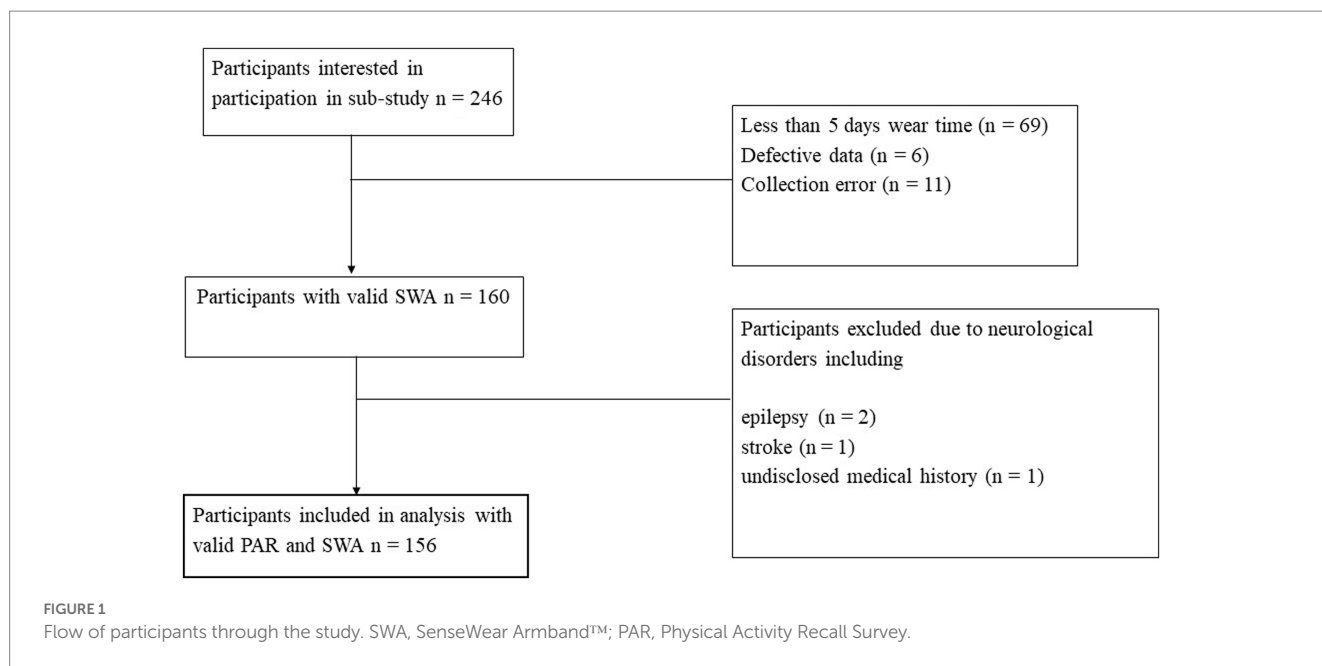 Participants interested in
participation in sub-study n = 246
Less than 5 days wear time (n = 69)
Defective data (n = 6)
Collection error (n = 11)
Participants with valid SWA n = 160
Participants excluded due to neurological
disorders including
epilepsy (n = 2)
stroke (n = 1)
undisclosed medical history (n = 1)
Participants included in analysis with
valid PAR and SWA n = 156
FIGURE 1
Flow of participants through the study. SWA, SenseWear Armband™; PAR, Physical Activity Recall Survey.